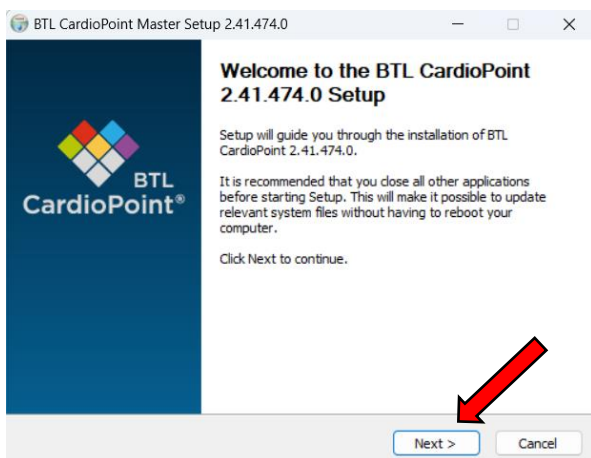 BTL CardioPoint Master Setup 2.41.474.0
Welcome to the BTL CardioPoint
2.41.474.0 Setup
Setup will guide you through the installation of BTL
CardioPoint 2.41.474.0.
It is recommended that you close all other applications
before starting Setup. This will make it possible to update
relevant system files without having to reboot your
computer.
Click Next to continue.
BTL
CardioPoint®
Next >
Cancel